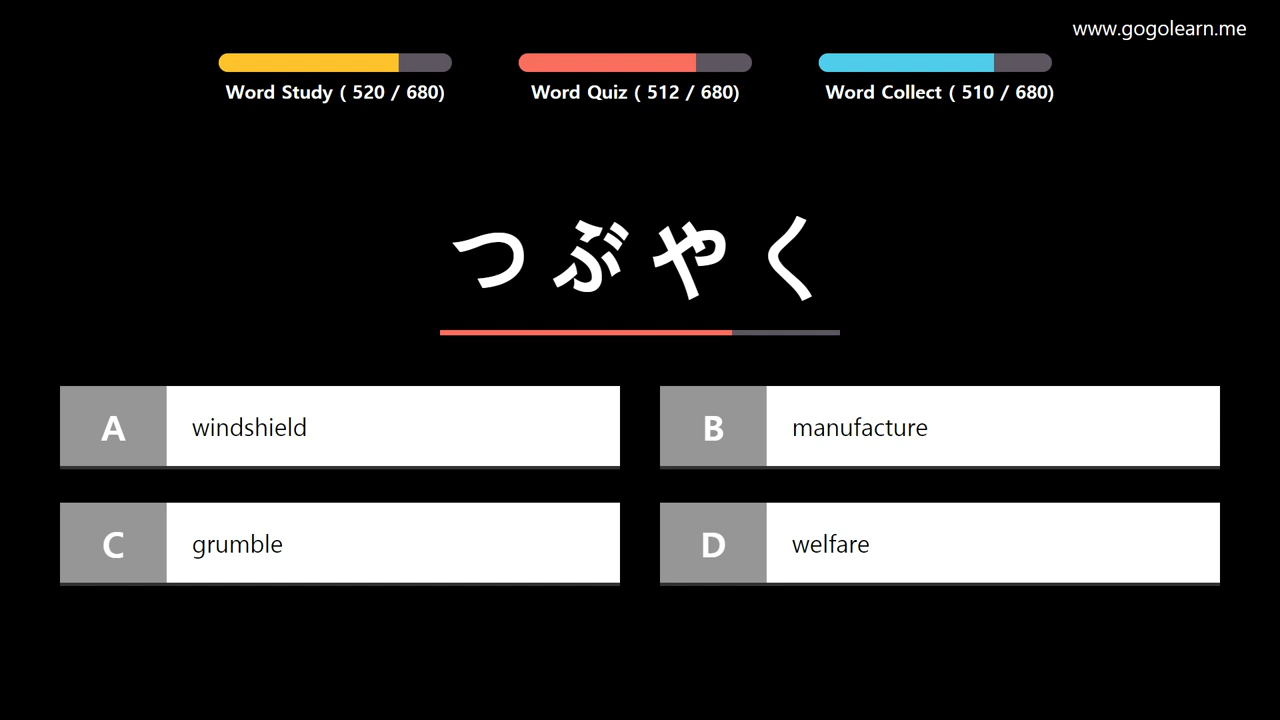 www.gogolearn.me
Word Study ( 520 / 680)
Word Quiz ( 512 / 680)
Word Collect ( 510 / 680)
つぶやく
A windshield
B manufacture
C grumble
D welfare